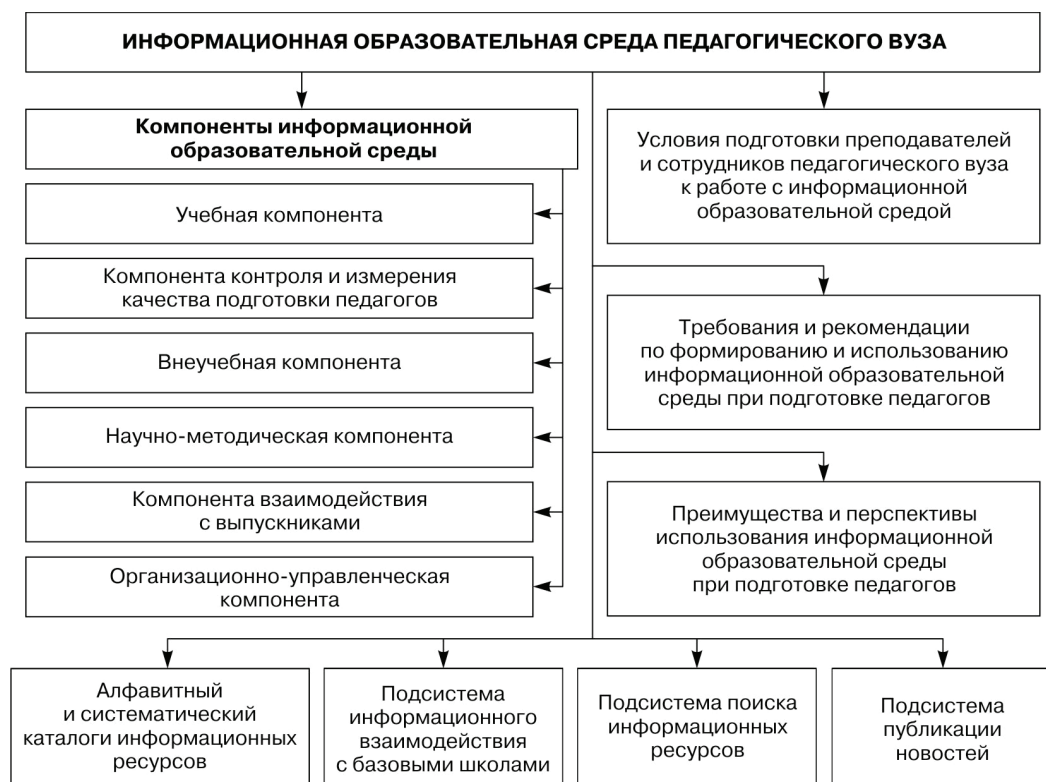 ИНФОРМАЦИОННАЯ ОБРАЗОВАТЕЛЬНАЯ СРЕДА ПЕДАГОГИЧЕСКОГО ВУЗА
Компоненты информационной
образовательной среды
Учебная компонента
Компонента контроля и измерения
качества подготовки педагогов
Внеучебная компонента
Научно-методическая компонента
Компонента взаимодействия
с выпускниками
Организационно-управленческая
компонента
Условия подготовки преподавателей
и сотрудников педагогического вуза
к работе с информационной
образовательной средой
Требования и рекомендации
по формированию и использованию
информационной образовательной
среды при подготовке педагогов
Преимущества и перспективы
использования информационной
образовательной среды
при подготовке педагогов
Алфавитный
и систематический
каталоги информационных
ресурсов
Подсистема
информационного
взаимодействия
с базовыми школами
Подсистема поиска
информационных
ресурсов
Подсистема
публикации
новостей